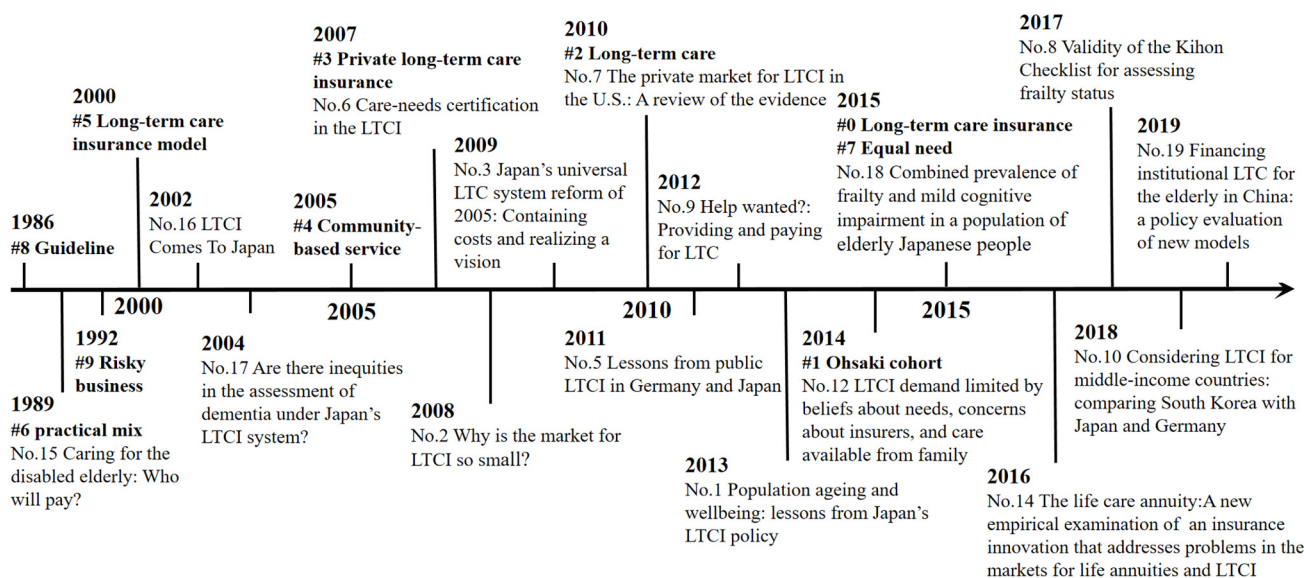 1986
#8 Guideline
1989
#6 practical mix
No.15 Caring for the
disabled elderly: Who
will pay?
1992
#9 Risky
business
2000
#5 Long-term care
insurance model
2002
No.16 LTCI
Comes To Japan
2004
No.17 Are there inequities
in the assessment of
dementia under Japan's
LTCI system?
2005
#4 Community-
based service
2007
#3 Private long-term care
insurance
No.6 Care-needs certification
in the LTCI
2008
No.2 Why is the market for
LTCI so small?
2009
No.3 Japan's universal
LTC system reform of
2005: Containing
costs and realizing a
vision
2010
#2 Long-term care
No.7 The private market for LTCI in
the U.S.: A review of the evidence
2011
No.5 Lessons from public
LTCI in Germany and Japan
2012
No.9 Help wanted?:
Providing and paying
for LTC
2013
No.1 Population ageing and
wellbeing: lessons from Japan's
LTCI policy
2014
#1 Ohsaki cohort
No.12 LTCI demand limited by
beliefs about needs, concerns
about insurers, and care
available from family
2015
#0 Long-term care insurance
#7 Equal need
No.18 Combined prevalence of
frailty and mild cognitive
impairment in a population of
elderly Japanese people
2016
No.14 The life care annuity:A new
empirical examination of an insurance
innovation that addresses problems in the
markets for life annuities and LTCI
2017
No.8 Validity of the Kihon
Checklist for assessing
frailty status
2018
No.10 Considering LTCI for
middle-income countries:
comparing South Korea with
Japan and Germany
2019
No.19 Financing
institutional LTC for
the elderly in China:
a policy evaluation
of new models
2000
2005
2010
2015